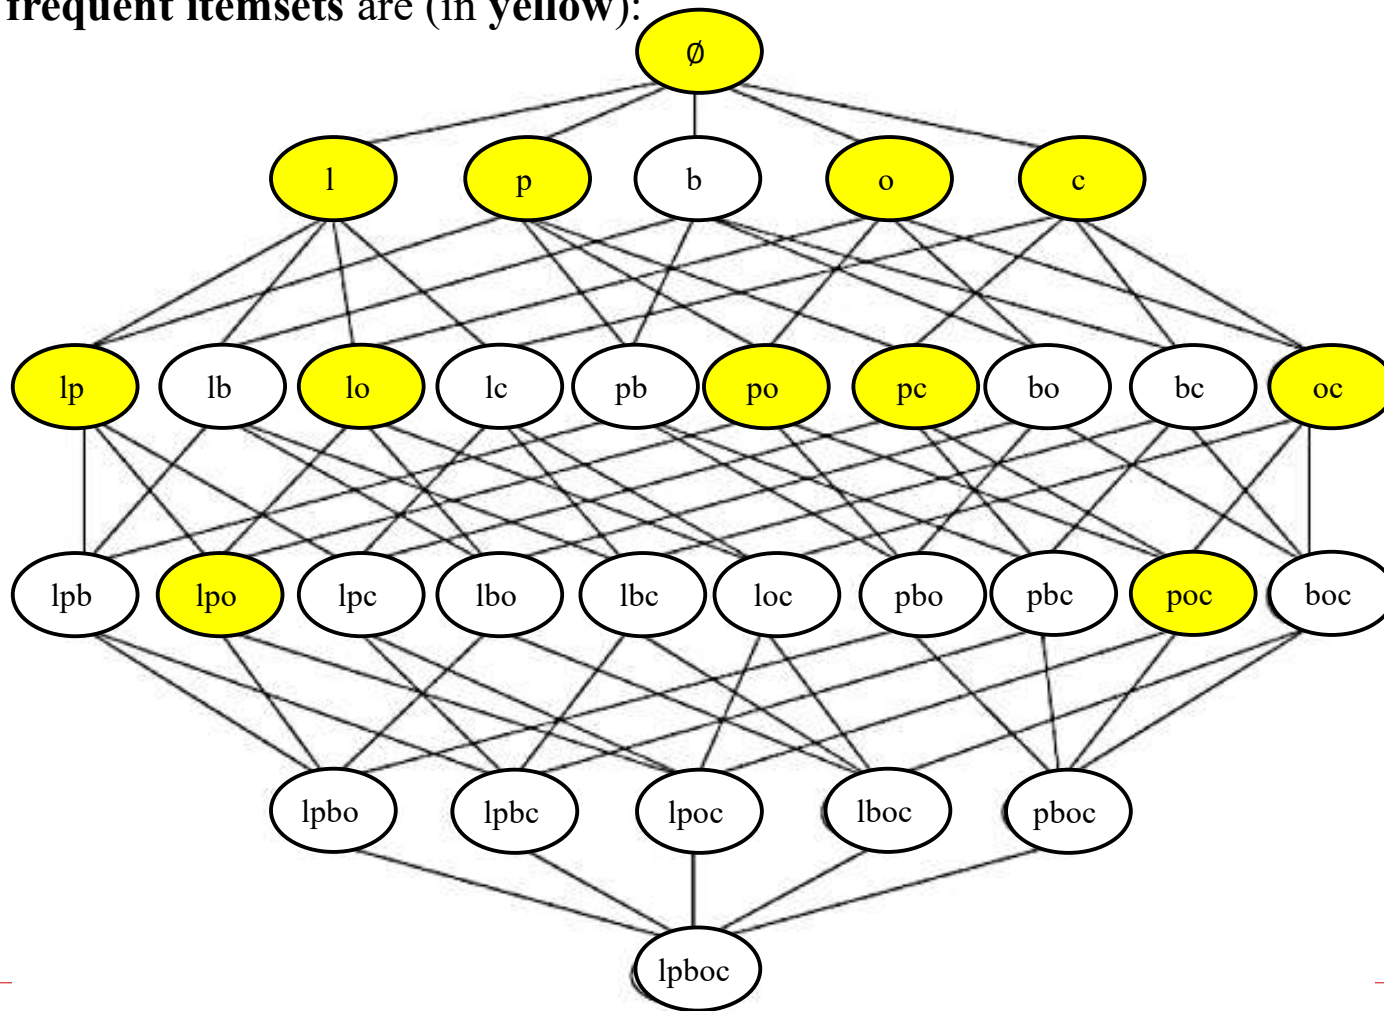 frequent itemsets are (in yellow):
∅
l p b o c
lp lb lo lc pb po pc bo bc oc
lpb lpo lpc lbo lbc loc pbo pbc poc boc
lpbo lpbc lpoc lboc pboc
lpboc